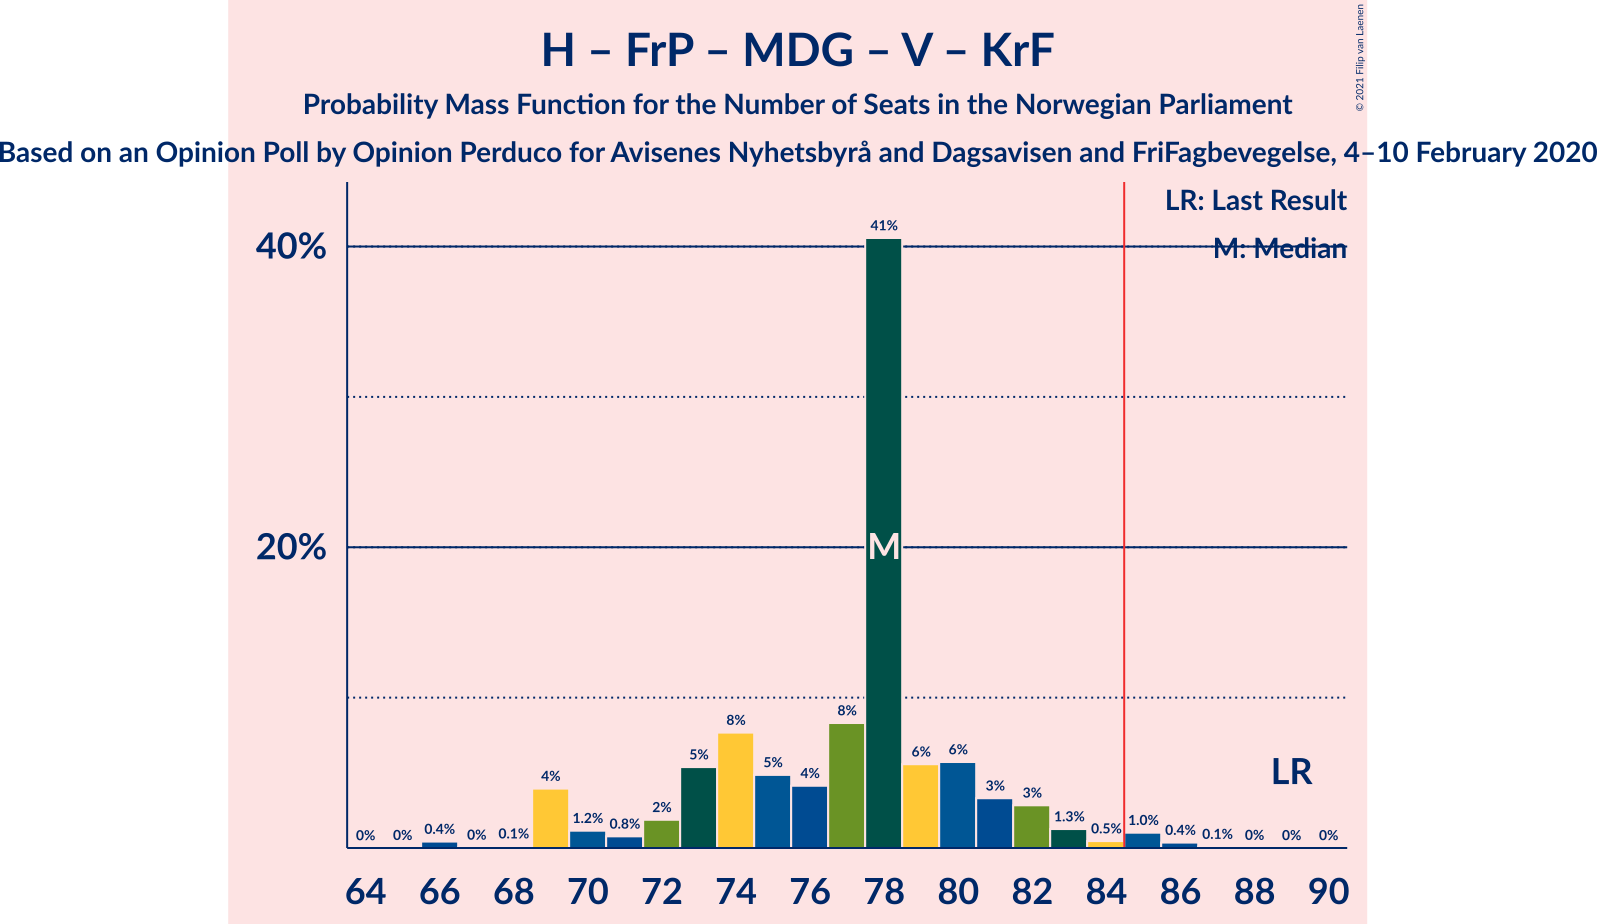 H – FrP – MDG – V – KrF
Probability Mass Function for the Number of Seats in the Norwegian Parliament
Based on an Opinion Poll by Opinion Perduco for Avisenes Nyhetsbyrå and Dagsavisen and FriFagbevegelse, 4–10 February 2020
© 2021 Filip van Laenen
LR: Last Result
M: Median
40%
20%
0% 0% 0.4% 0% 0.1% 4% 1.2% 0.8% 2% 5% 8% 5% 4% 8% 41% 6% 6% 3% 3% 1.3% 0.5% 1.0% 0.4% 0.1% 0% 0% 0%
M
LR
64 66 68 70 72 74 76 78 80 82 84 86 88 90